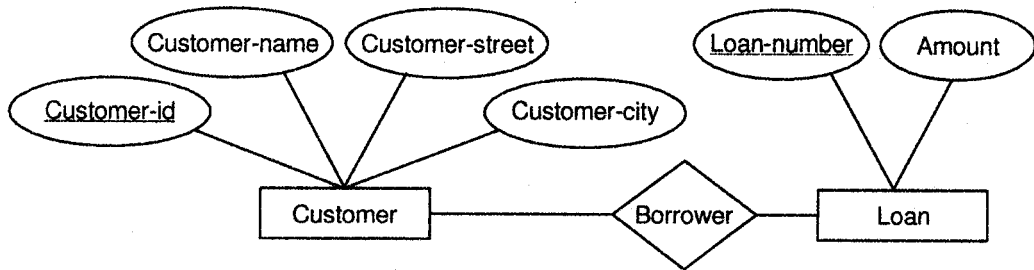 Customer-name
Customer-street
Loan-number
Amount
Customer-id
Customer-city
Customer
Borrower
Loan